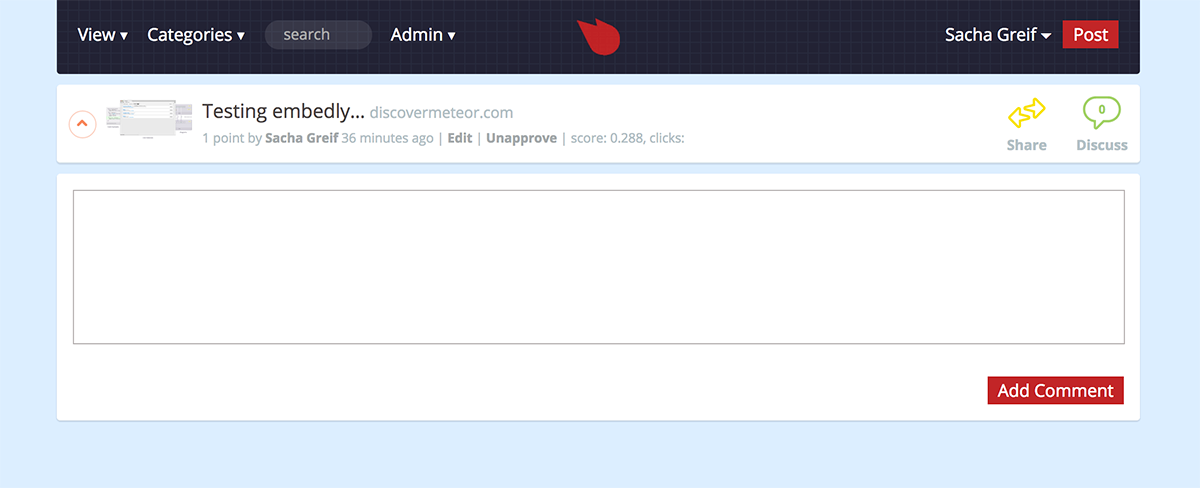 View ▾ Categories ▾ search Admin ▾ Sacha Greif ▾ Post
Testing embedly... discovermeteor.com
1 point by Sacha Greif 36 minutes ago | Edit | Unapprove | score: 0.288, clicks:
0
Share Discuss
Add Comment